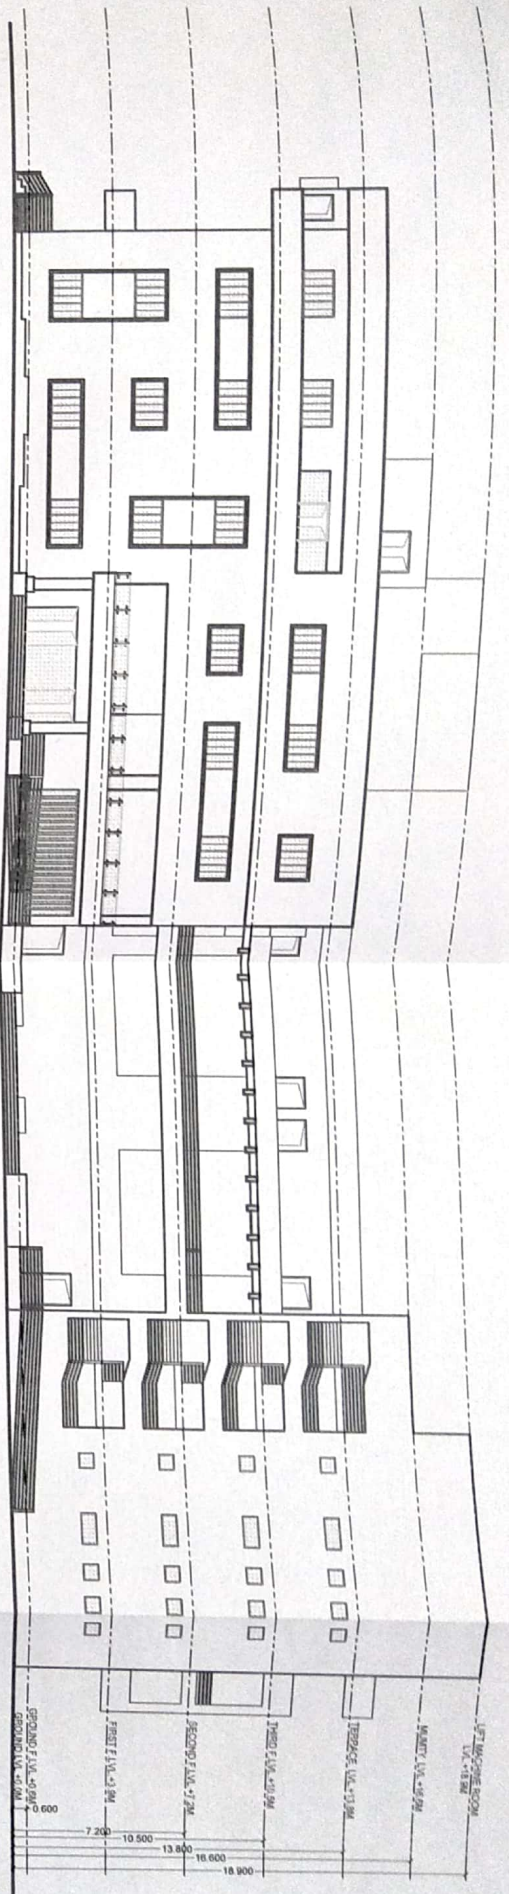 LIFT MACHINE ROOM
LVL +18.9M
MUMTY LVL +16.6M
TERRACE LVL +13.8M
THIRD F. LVL +10.5M
SECOND F. LVL +7.2M
FIRST F. LVL +3.9M
GROUND F. LVL +0.6M
GROUND LVL +0.0M
0.600
7.200
10.500
13.800
16.600
18.900